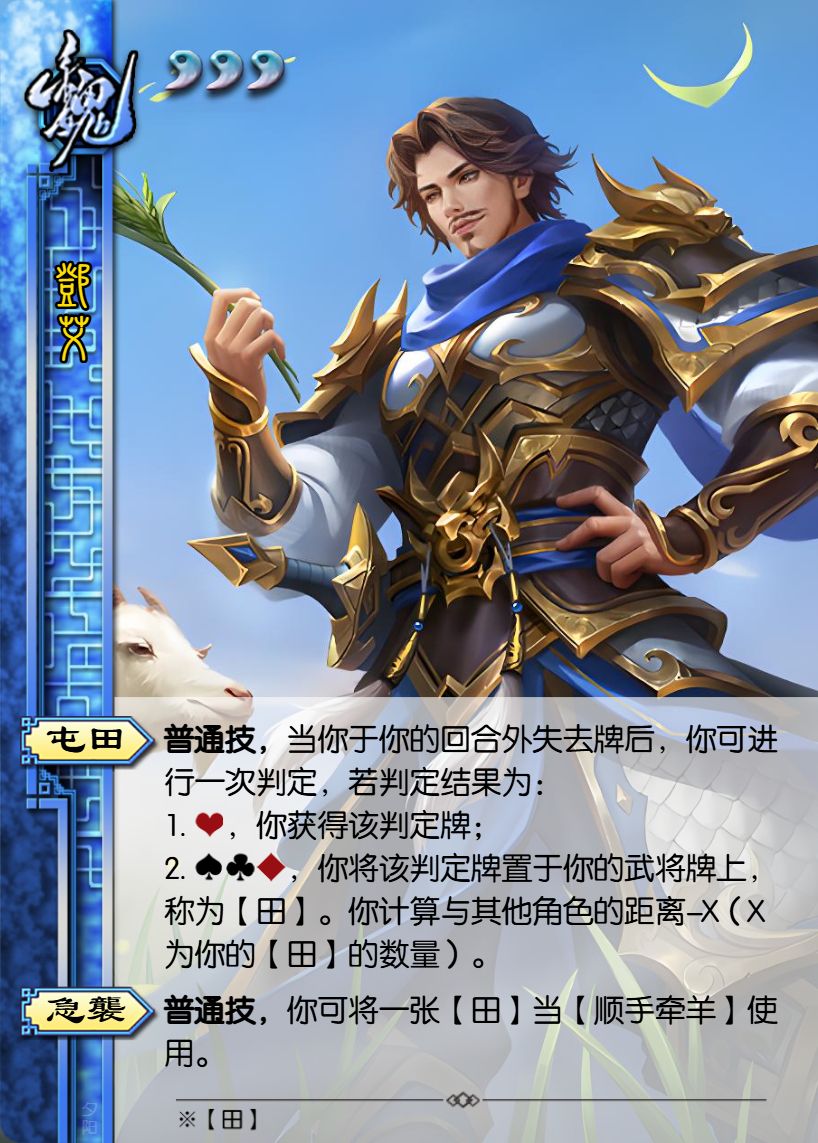 魏
鄧艾
屯田
普通技，当你于你的回合外失去牌后，你可进
行一次判定，若判定结果为：
1. ♥，你获得该判定牌；
2. ♠♣♦，你将该判定牌置于你的武将牌上，
称为【田】。你计算与其他角色的距离-X（X
为你的【田】的数量）。
急襲
普通技，你可将一张【田】当【顺手牵羊】使
用。
※【田】
夕阳